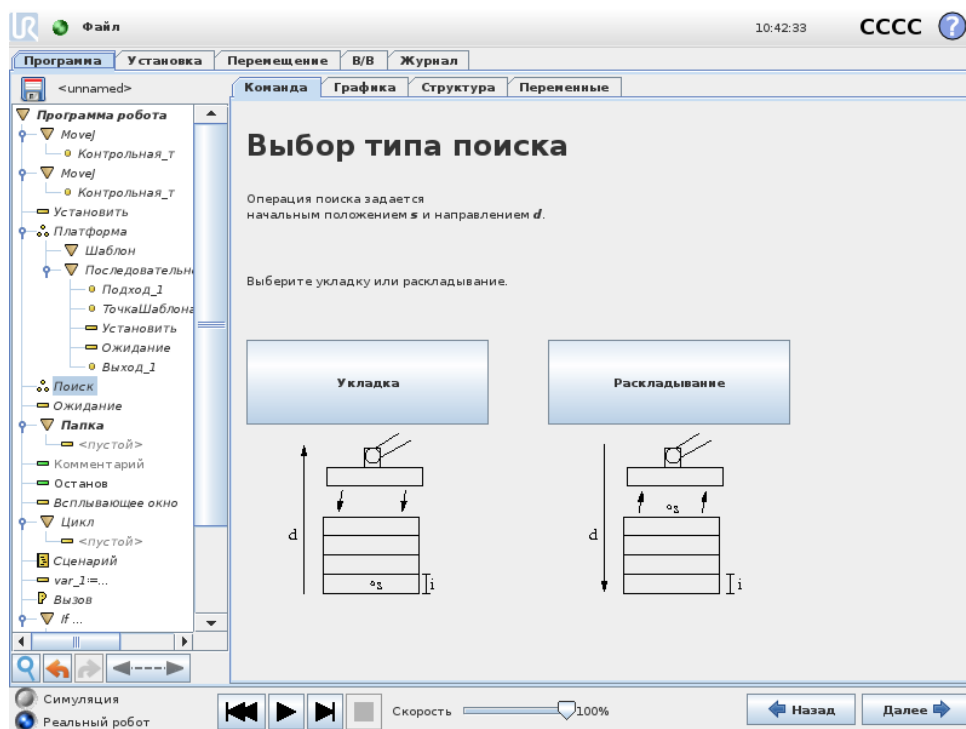 UR
Файл
10:42:33
CCCC
?
Программа
Установка
Перемещение
В/В
Журнал
<unnamed>
Команда
Графика
Структура
Переменные
Программа робота
MoveJ
Контрольная_т
MoveJ
Контрольная_т
Установить
Платформа
Шаблон
Последовательн
Подход_1
ТочкаШаблона
Установить
Ожидание
Выход_1
Поиск
Ожидание
Папка
<пустой>
Комментарий
Останов
Всплывающее окно
Цикл
<пустой>
Сценарий
var_1:=...
Вызов
If ...
Выбор типа поиска
Операция поиска задается
начальным положением s и направлением d.
Выберите укладку или раскладывание.
Укладка
Раскладывание
d
s
i
d
s
i
Симуляция
Реальный робот
Скорость
100%
Назад
Далее